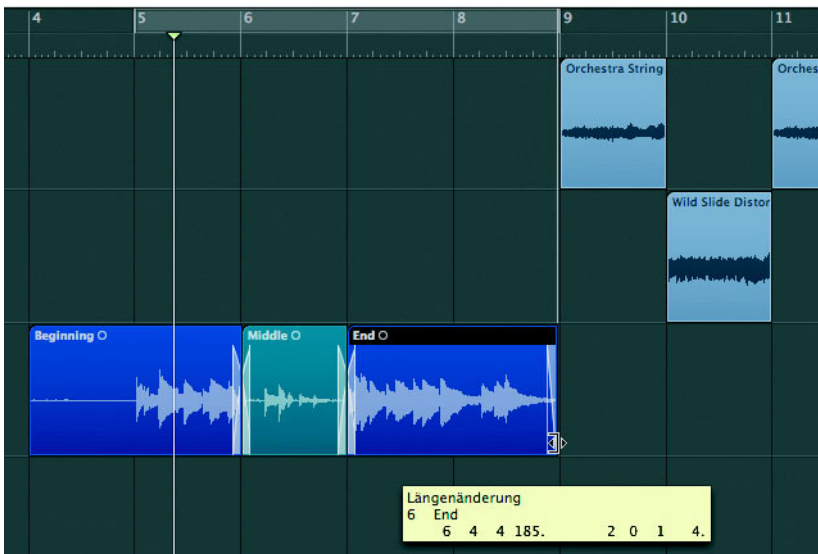 4 5 6 7 8 9 10 11
Orchestra String
Orches
Wild Slide Distor
Beginning O Middle O End O
Längenänderung
6 End
6 4 4 185. 2 0 1 4.